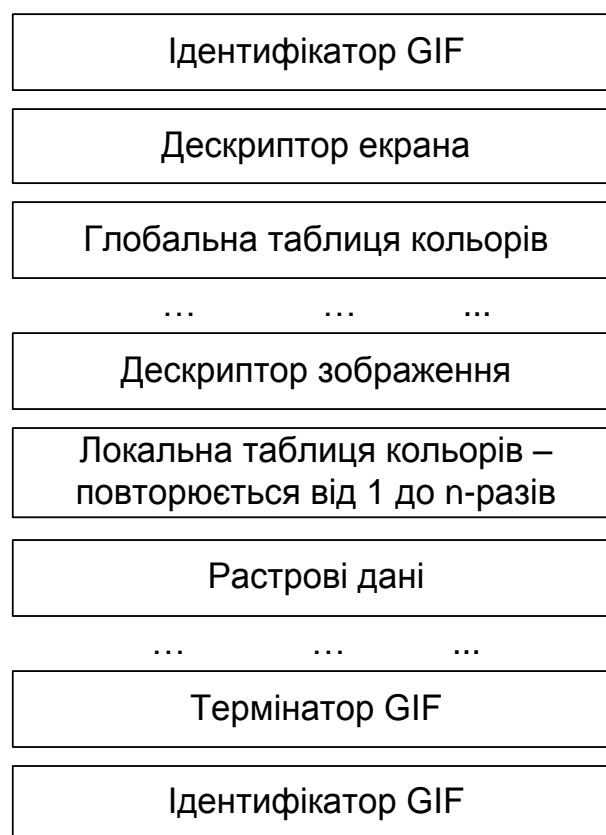 Ідентифікатор GIF
Дескриптор екрана
Глобальна таблиця кольорів
… … ...
Дескриптор зображення
Локальна таблиця кольорів –
повторюється від 1 до n-разів
Растрові дані
… … ...
Термінатор GIF
Ідентифікатор GIF